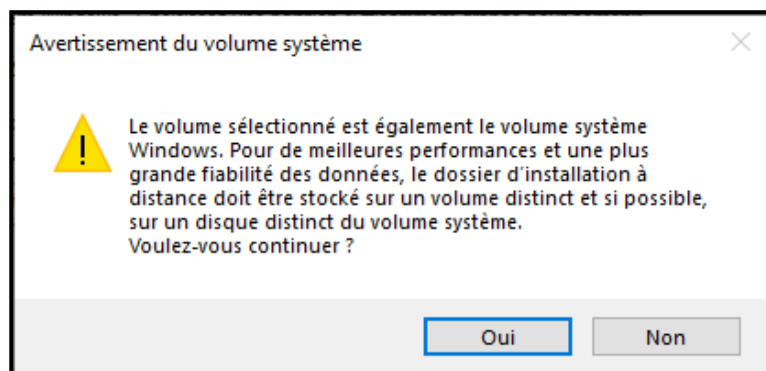 Avertissement du volume système
Le volume sélectionné est également le volume système
Windows. Pour de meilleures performances et une plus
grande fiabilité des données, le dossier d'installation à
distance doit être stocké sur un volume distinct et si possible,
sur un disque distinct du volume système.
Voulez-vous continuer ?
Oui
Non